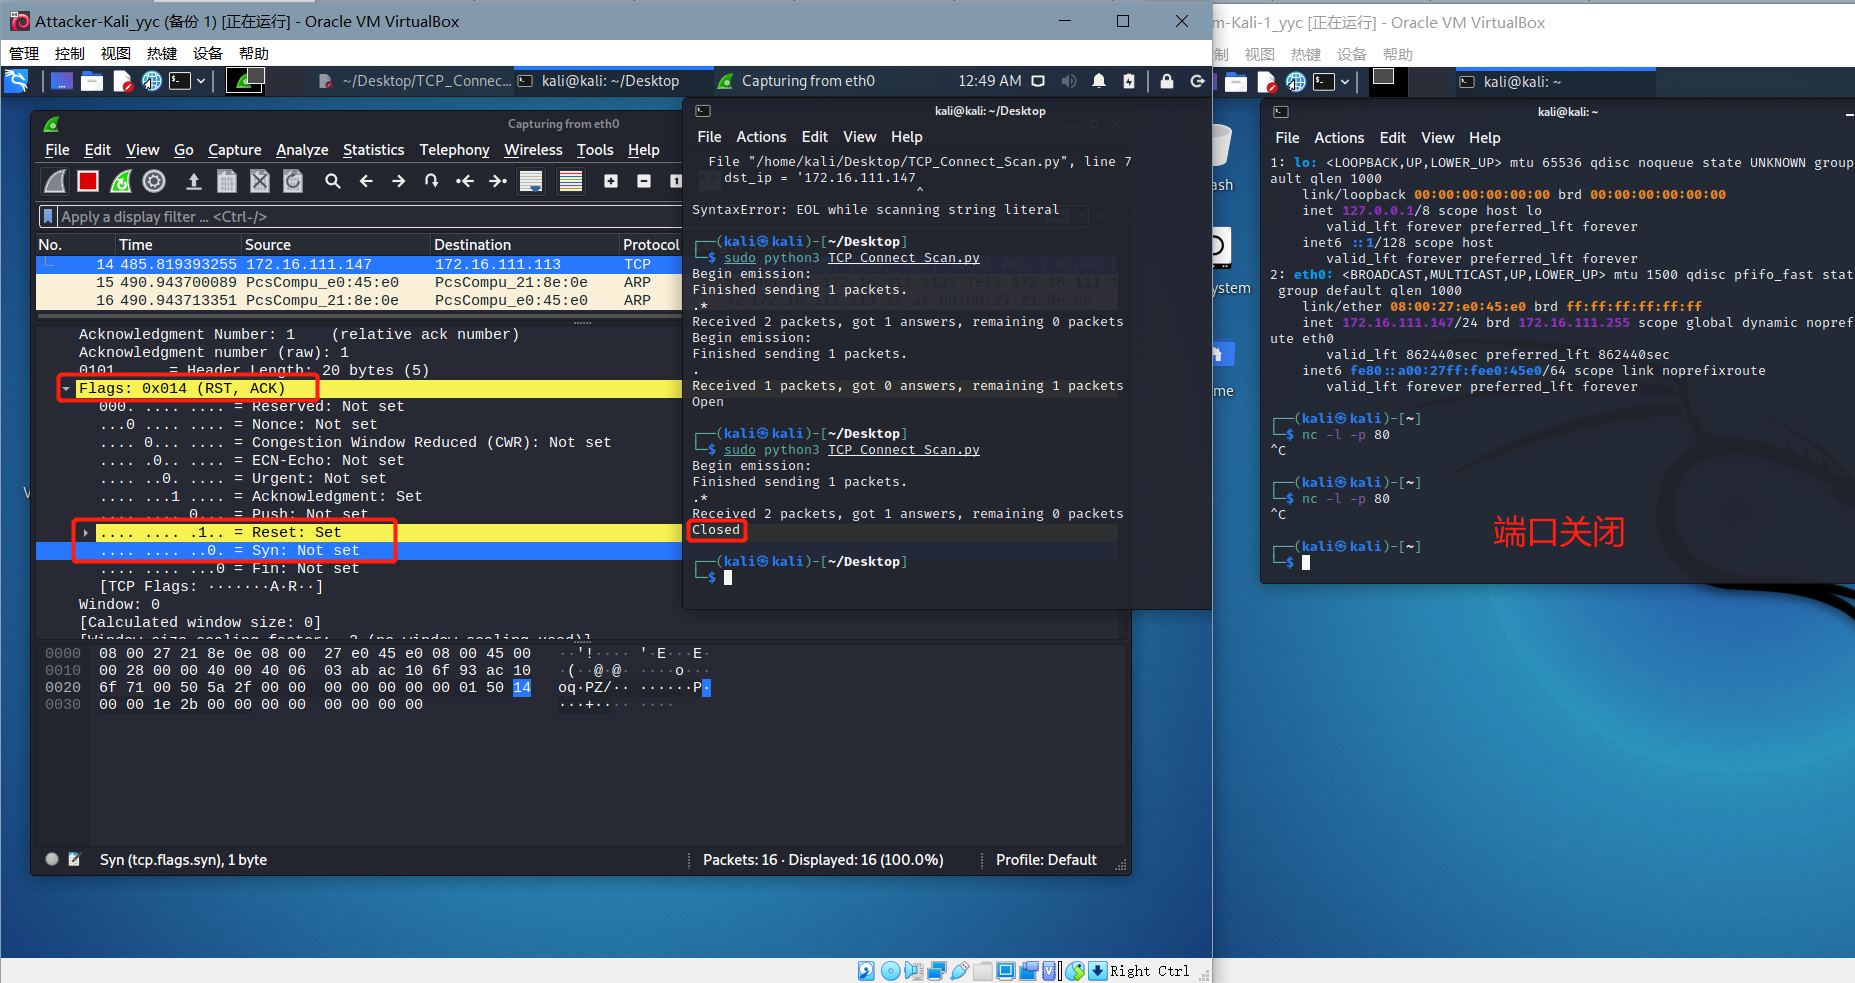 Attacker-Kali_yyc (备份 1) [正在运行] - Oracle VM VirtualBox
管理 控制 视图 热键 设备 帮助
~/Desktop/TCP_Connec... kali@kali: ~/Desktop Capturing from eth0 12:49 AM
Capturing from eth0
File Edit View Go Capture Analyze Statistics Telephony Wireless Tools Help
Apply a display filter ... <Ctrl-/>
No. Time Source Destination Protocol
14 485.819393255 172.16.111.147 172.16.111.113 TCP
15 490.943700089 PcsCompu_e0:45:e0 PcsCompu_21:8e:0e ARP
16 490.943713351 PcsCompu_21:8e:0e PcsCompu_e0:45:e0 ARP
Acknowledgment Number: 1    (relative ack number)
Acknowledgment number (raw): 1
0101 .... = Header Length: 20 bytes (5)
Flags: 0x014 (RST, ACK)
000. .... .... = Reserved: Not set
...0 .... .... = Nonce: Not set
.... 0... .... = Congestion Window Reduced (CWR): Not set
.... .0.. .... = ECN-Echo: Not set
.... ..0. .... = Urgent: Not set
.... ...1 .... = Acknowledgment: Set
.... .... 0... = Push: Not set
.... .... .1.. = Reset: Set
.... .... ..0. = Syn: Not set
.... .... ...0 = Fin: Not set
[TCP Flags: ·······A·R··]
Window: 0
[Calculated window size: 0]
[Window size scaling factor: -2 (no window scaling used)]
0000 08 00 27 21 8e 0e 08 00 27 e0 45 e0 08 00 45 00 ··'!···· '·E···E·
0010 00 28 00 00 40 00 40 06 03 ab ac 10 6f 93 ac 10 ·(··@·@· ····o···
0020 6f 71 00 50 5a 2f 00 00 00 00 00 00 00 01 50 14 oq·PZ/·· ······P·
0030 00 00 1e 2b 00 00 00 00 00 00 00 00 ···+···· ····
Syn (tcp.flags.syn), 1 byte Packets: 16 · Displayed: 16 (100.0%) Profile: Default
kali@kali: ~/Desktop
File Actions Edit View Help
File "/home/kali/Desktop/TCP_Connect_Scan.py", line 7
dst_ip = '172.16.111.147
^
SyntaxError: EOL while scanning string literal
┌──(kali㉿kali)-[~/Desktop]
└─$ sudo python3 TCP_Connect_Scan.py
Begin emission:
Finished sending 1 packets.
.*
Received 2 packets, got 1 answers, remaining 0 packets
Begin emission:
Finished sending 1 packets.
.
Received 1 packets, got 0 answers, remaining 1 packets
Open
┌──(kali㉿kali)-[~/Desktop]
└─$ sudo python3 TCP_Connect_Scan.py
Begin emission:
Finished sending 1 packets.
.*
Received 2 packets, got 1 answers, remaining 0 packets
Closed
┌──(kali㉿kali)-[~/Desktop]
└─$
Right Ctrl
m-Kali-1_yyc [正在运行] - Oracle VM VirtualBox
制 视图 热键 设备 帮助
kali@kali: ~
ash
ystem
me
kali@kali: ~
File Actions Edit View Help
1: lo: <LOOPBACK,UP,LOWER_UP> mtu 65536 qdisc noqueue state UNKNOWN group
ault qlen 1000
link/loopback 00:00:00:00:00:00 brd 00:00:00:00:00:00
inet 127.0.0.1/8 scope host lo
valid_lft forever preferred_lft forever
inet6 ::1/128 scope host
valid_lft forever preferred_lft forever
2: eth0: <BROADCAST,MULTICAST,UP,LOWER_UP> mtu 1500 qdisc pfifo_fast stat
group default qlen 1000
link/ether 08:00:27:e0:45:e0 brd ff:ff:ff:ff:ff:ff
inet 172.16.111.147/24 brd 172.16.111.255 scope global dynamic nopref
ute eth0
valid_lft 862440sec preferred_lft 862440sec
inet6 fe80::a00:27ff:fee0:45e0/64 scope link noprefixroute
valid_lft forever preferred_lft forever
┌──(kali㉿kali)-[~]
└─$ nc -l -p 80
^C
┌──(kali㉿kali)-[~]
└─$ nc -l -p 80
^C
┌──(kali㉿kali)-[~]
└─$
端口关闭